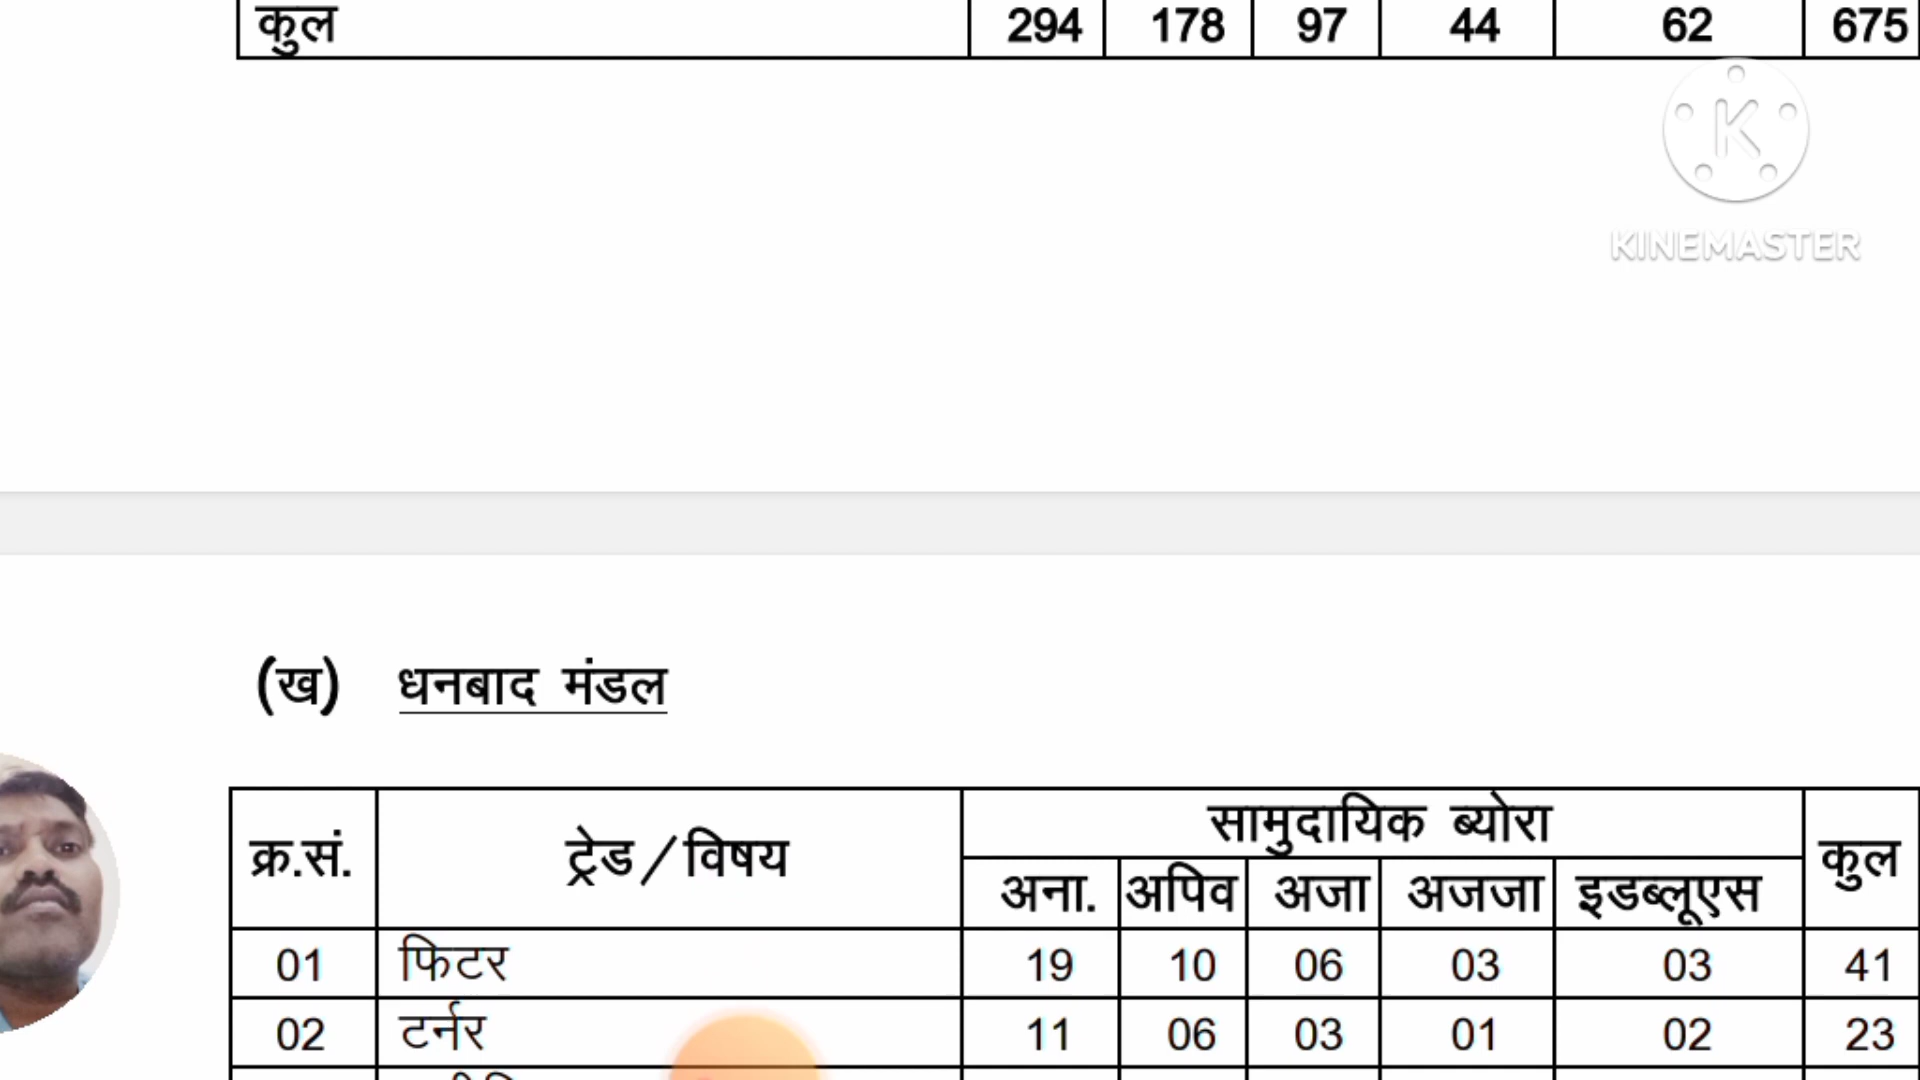 कुल 294 178 97 44 62 675
K
KINEMASTER
(ख) धनबाद मंडल
क्र.सं. ट्रेड/विषय सामुदायिक ब्योरा कुल
अना. अपिव अजा अजजा इडब्लूएस
01 फिटर 19 10 06 03 03 41
02 टर्नर 11 06 03 01 02 23